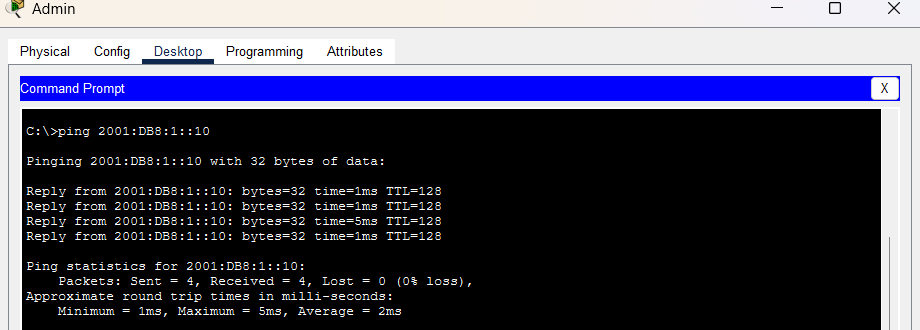 Admin
Physical Config Desktop Programming Attributes
Command Prompt X
C:\>ping 2001:DB8:1::10
Pinging 2001:DB8:1::10 with 32 bytes of data:
Reply from 2001:DB8:1::10: bytes=32 time=1ms TTL=128
Reply from 2001:DB8:1::10: bytes=32 time=1ms TTL=128
Reply from 2001:DB8:1::10: bytes=32 time=5ms TTL=128
Reply from 2001:DB8:1::10: bytes=32 time=1ms TTL=128
Ping statistics for 2001:DB8:1::10:
Packets: Sent = 4, Received = 4, Lost = 0 (0% loss),
Approximate round trip times in milli-seconds:
Minimum = 1ms, Maximum = 5ms, Average = 2ms